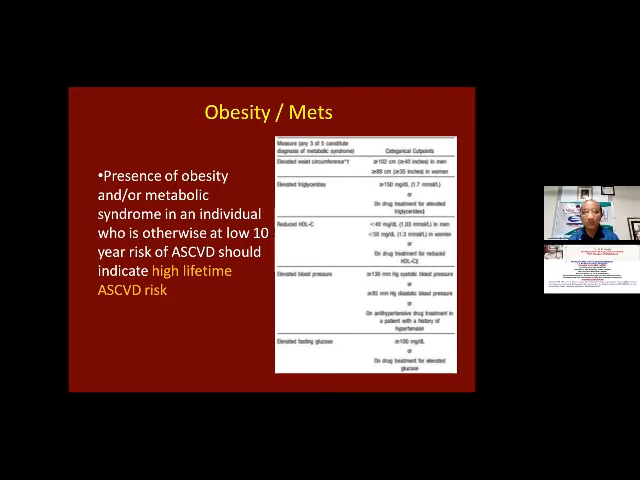 Obesity / Mets
•Presence of obesity
and/or metabolic
syndrome in an individual
who is otherwise at low 10
year risk of ASCVD should
indicate high lifetime
ASCVD risk
Measure (any 3 of 5 constitute
diagnosis of metabolic syndrome)
Categorical Cutpoints
Elevated waist circumference*†
≥102 cm (≥40 inches) in men
≥88 cm (≥35 inches) in women
Elevated triglycerides
≥150 mg/dL (1.7 mmol/L)
or
On drug treatment for elevated
triglycerides‡
Reduced HDL-C
<40 mg/dL (1.03 mmol/L) in men
<50 mg/dL (1.3 mmol/L) in women
or
On drug treatment for reduced
HDL-C‡
Elevated blood pressure
≥130 mm Hg systolic blood pressure
or
≥85 mm Hg diastolic blood pressure
or
On antihypertensive drug treatment in
a patient with a history of
hypertension
Elevated fasting glucose
≥100 mg/dL
or
On drug treatment for elevated
glucose